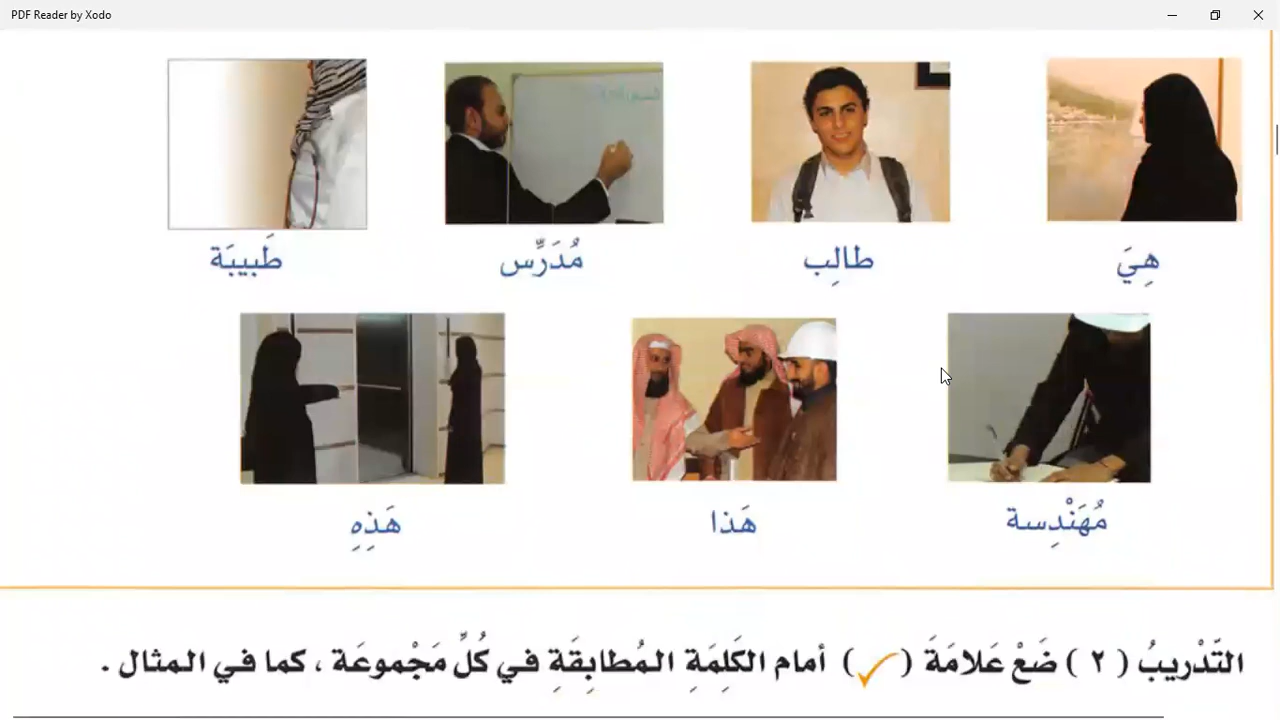 PDF Reader by Xodo
هِيَ
طالِب
مُدَرِّس
طَبيبَة
مُهَنْدِسة
هَذا
هَذِهِ
التّدْريبُ ( ٢ ) ضَعْ عَلامَةَ ( ✓ ) أمام الكَلِمَةِ المُطابِقَةِ في كُلِّ مَجْموعَة ، كما في المثال .